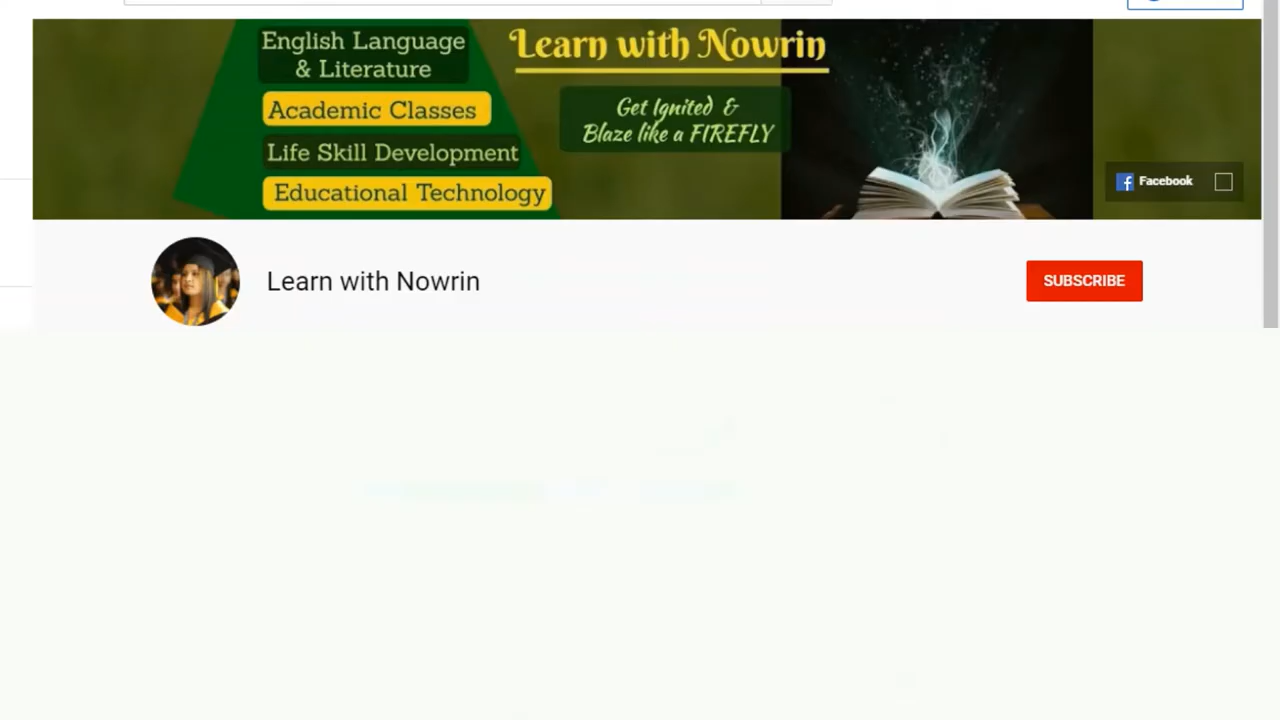 English Language
& Literature
Academic Classes
Life Skill Development
Educational Technology
Learn with Nowrin
Get Ignited &
Blaze like a FIREFLY
Facebook
Learn with Nowrin
SUBSCRIBE